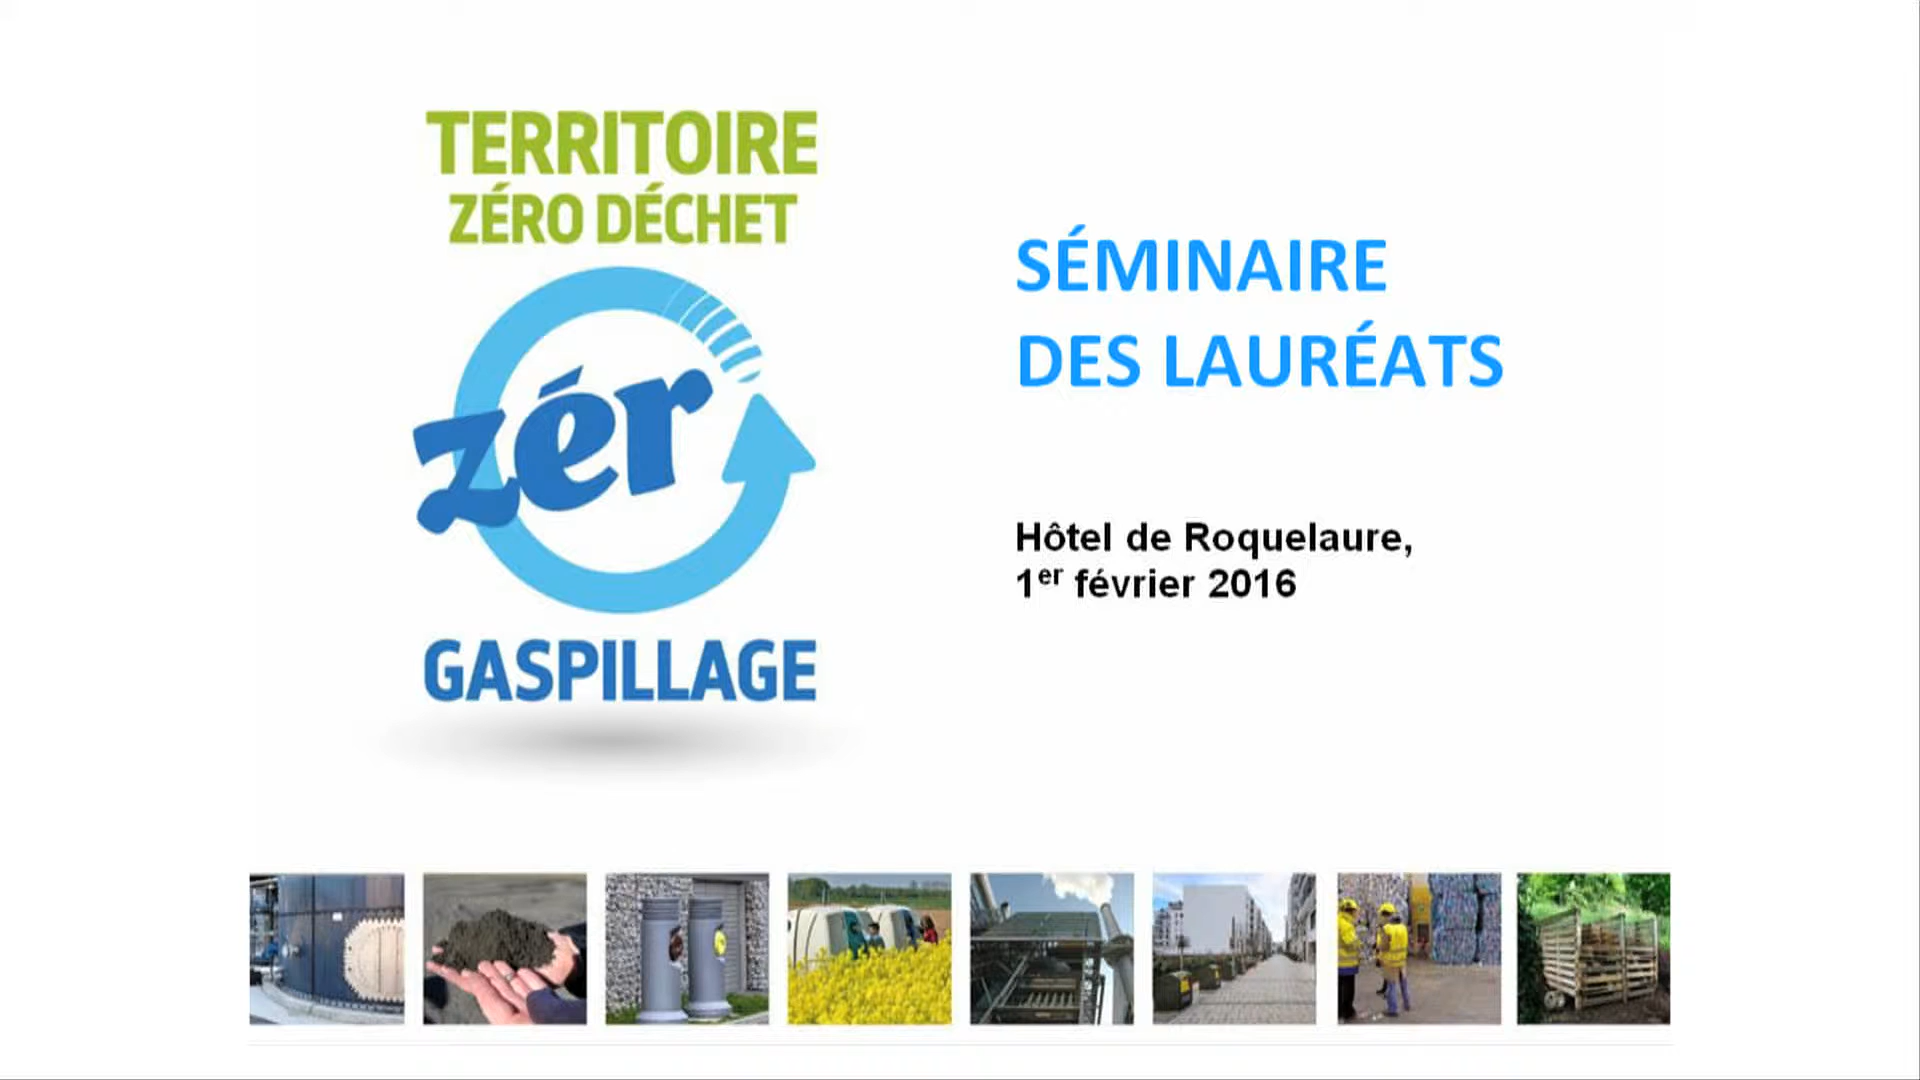 TERRITOIRE
ZÉRO DÉCHET
zér
GASPILLAGE
SÉMINAIRE
DES LAURÉATS
Hôtel de Roquelaure,
1er février 2016